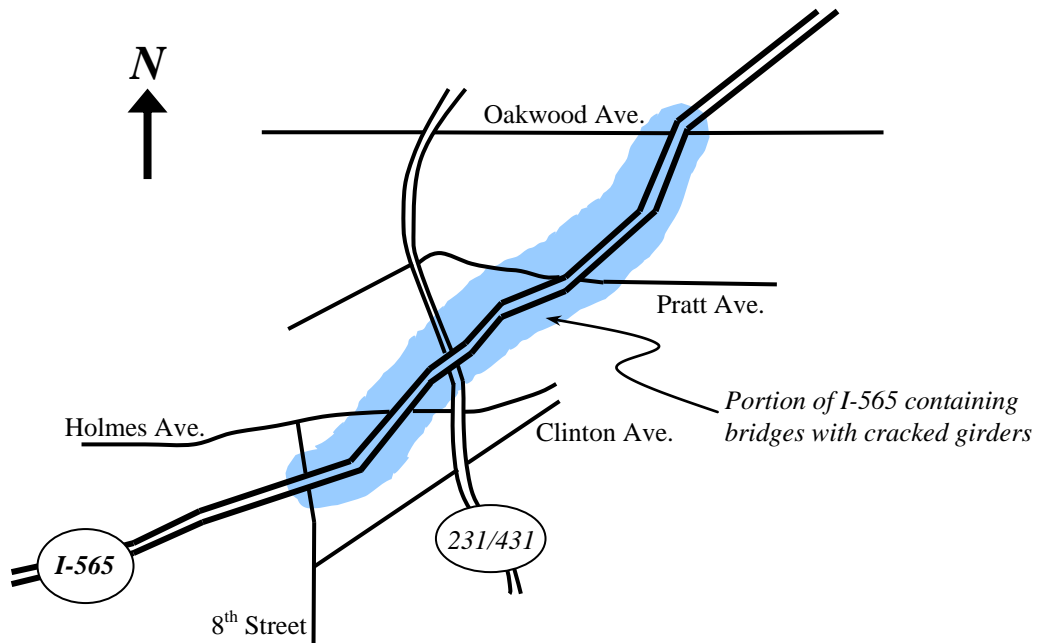 N
Oakwood Ave.
Pratt Ave.
Portion of I-565 containing
bridges with cracked girders
Holmes Ave.
Clinton Ave.
231/431
I-565
8th Street